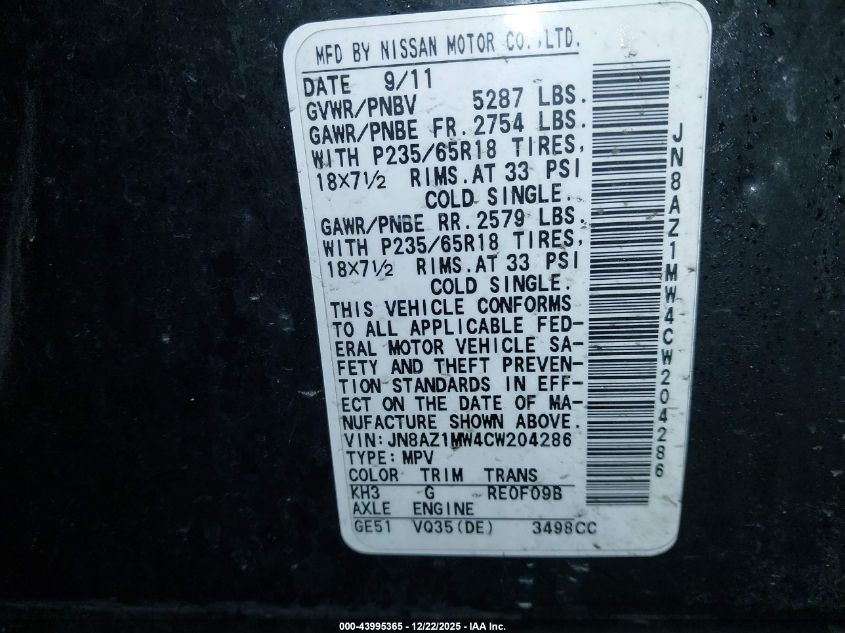 MFD BY NISSAN MOTOR CO.,LTD.
DATE 9/11
GVWR/PNBV 5287 LBS.
GAWR/PNBE FR. 2754 LBS.
WITH P235/65R18 TIRES,
18X7½ RIMS. AT 33 PSI
COLD SINGLE.
GAWR/PNBE RR. 2579 LBS.
WITH P235/65R18 TIRES,
18X7½ RIMS. AT 33 PSI
COLD SINGLE.
THIS VEHICLE CONFORMS
TO ALL APPLICABLE FED-
ERAL MOTOR VEHICLE SA-
FETY AND THEFT PREVEN-
TION STANDARDS IN EFF-
ECT ON THE DATE OF MA-
NUFACTURE SHOWN ABOVE.
VIN: JN8AZ1MW4CW204286
TYPE: MPV
COLOR TRIM TRANS
KH3 G RE0F09B
AXLE ENGINE
GE51 VQ35(DE) 3498CC
JN8AZ1MW4CW204286
000-43995365 - 12/22/2025 - IAA Inc.